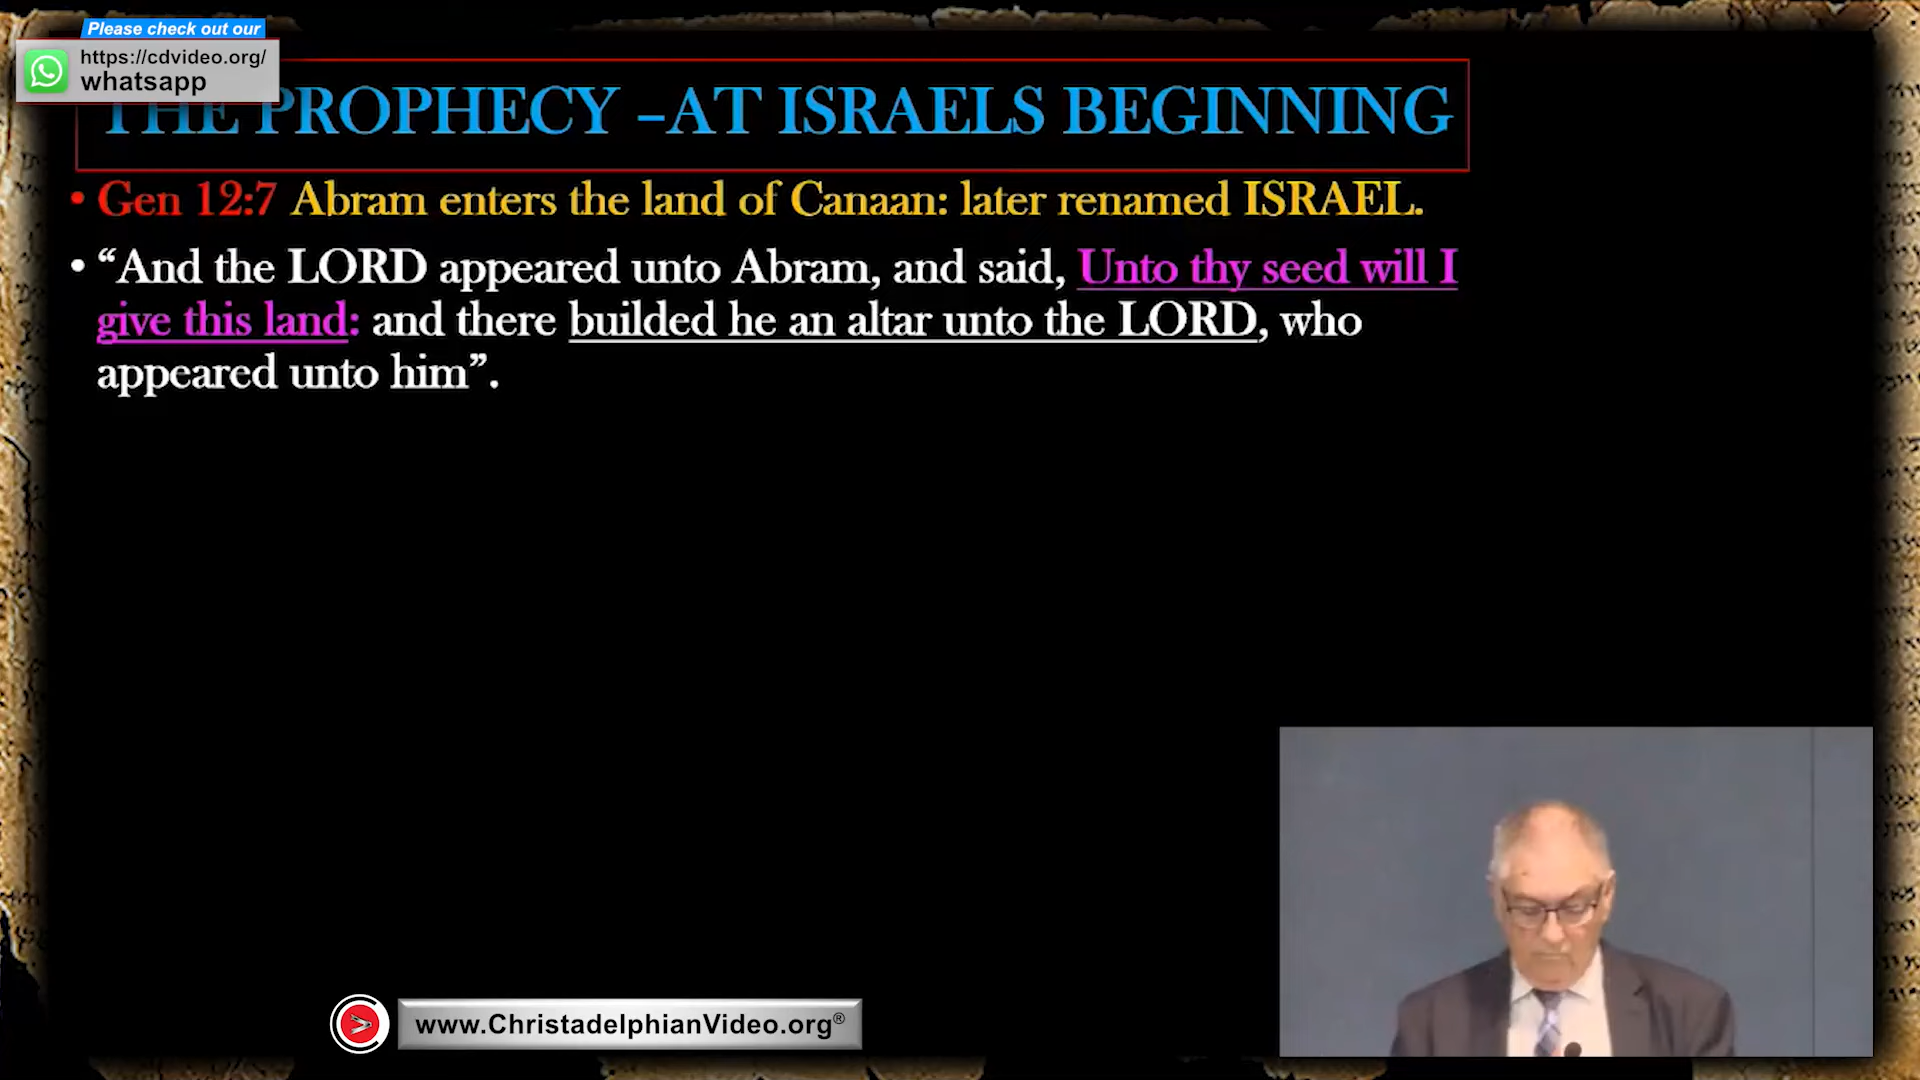 Please check out our
https://cdvideo.org/
whatsapp
THE PROPHECY –AT ISRAELS BEGINNING
• Gen 12:7 Abram enters the land of Canaan: later renamed ISRAEL.
• “And the LORD appeared unto Abram, and said, Unto thy seed will I
give this land: and there builded he an altar unto the LORD, who
appeared unto him”.
www.ChristadelphianVideo.org®